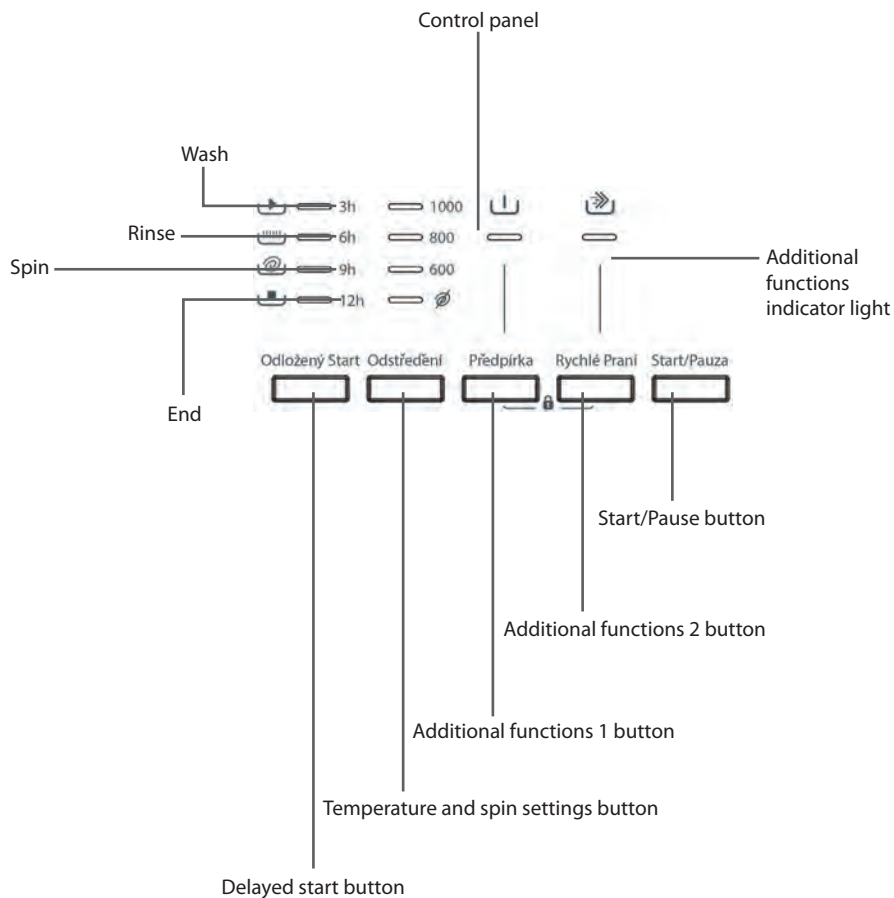 Control panel
Wash
3h 1000
Rinse
6h 800
Spin
9h 600
Additional
functions
indicator light
12h
Odložený Start Odstředění Předpírka Rychlé Praní Start/Pauza
End
Start/Pause button
Additional functions 2 button
Additional functions 1 button
Temperature and spin settings button
Delayed start button